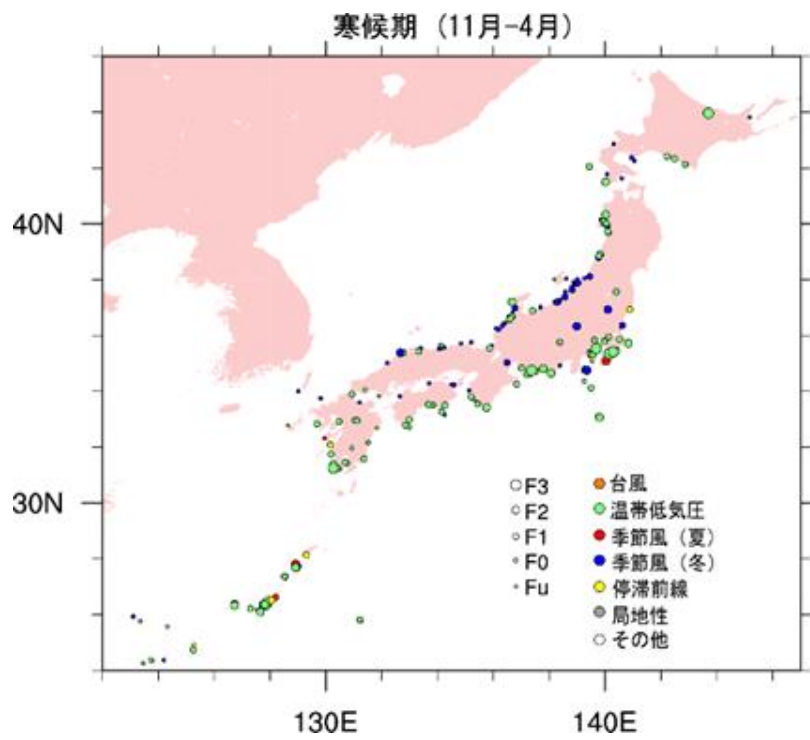 寒候期 (11月-4月)
40N
30N
130E
140E
F3
F2
F1
F0
Fu
台風
温帯低気圧
季節風 (夏)
季節風 (冬)
停滞前線
局地性
その他